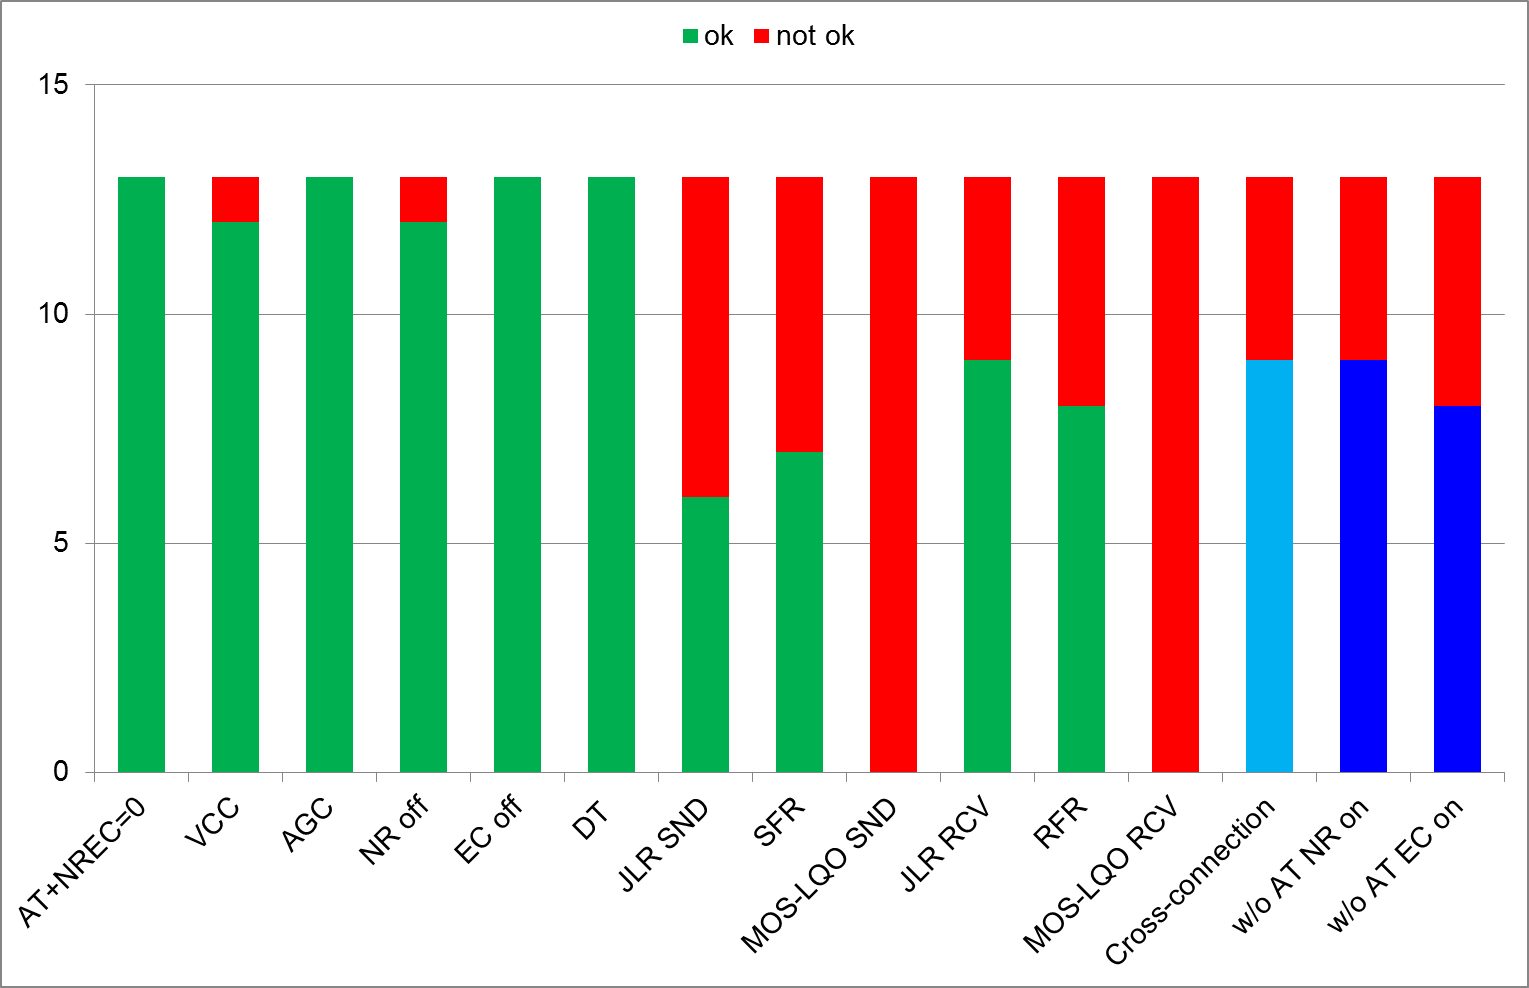 ok not ok
15
10
5
0
AT+NREC=0
VCC
AGC
NR off
EC off
DT
JLR SND
SFR
MOS-LQO SND
JLR RCV
RFR
MOS-LQO RCV
Cross-connection
w/o AT NR on
w/o AT EC on